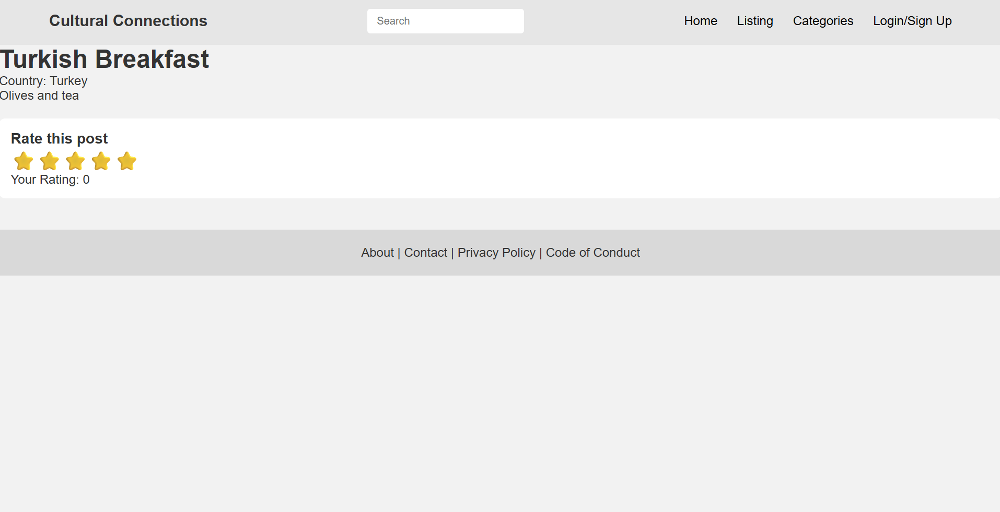 Cultural Connections
Search
Home Listing Categories Login/Sign Up
Turkish Breakfast
Country: Turkey
Olives and tea
Rate this post
Your Rating: 0
About | Contact | Privacy Policy | Code of Conduct